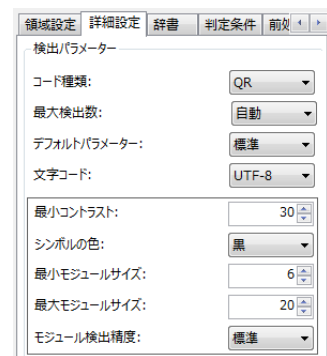 領域設定 詳細設定 辞書 判定条件 前処
検出パラメーター
コード種類: QR
最大検出数: 自動
デフォルトパラメーター: 標準
文字コード: UTF-8
最小コントラスト: 30
シンボルの色: 黒
最小モジュールサイズ: 6
最大モジュールサイズ: 20
モジュール検出精度: 標準